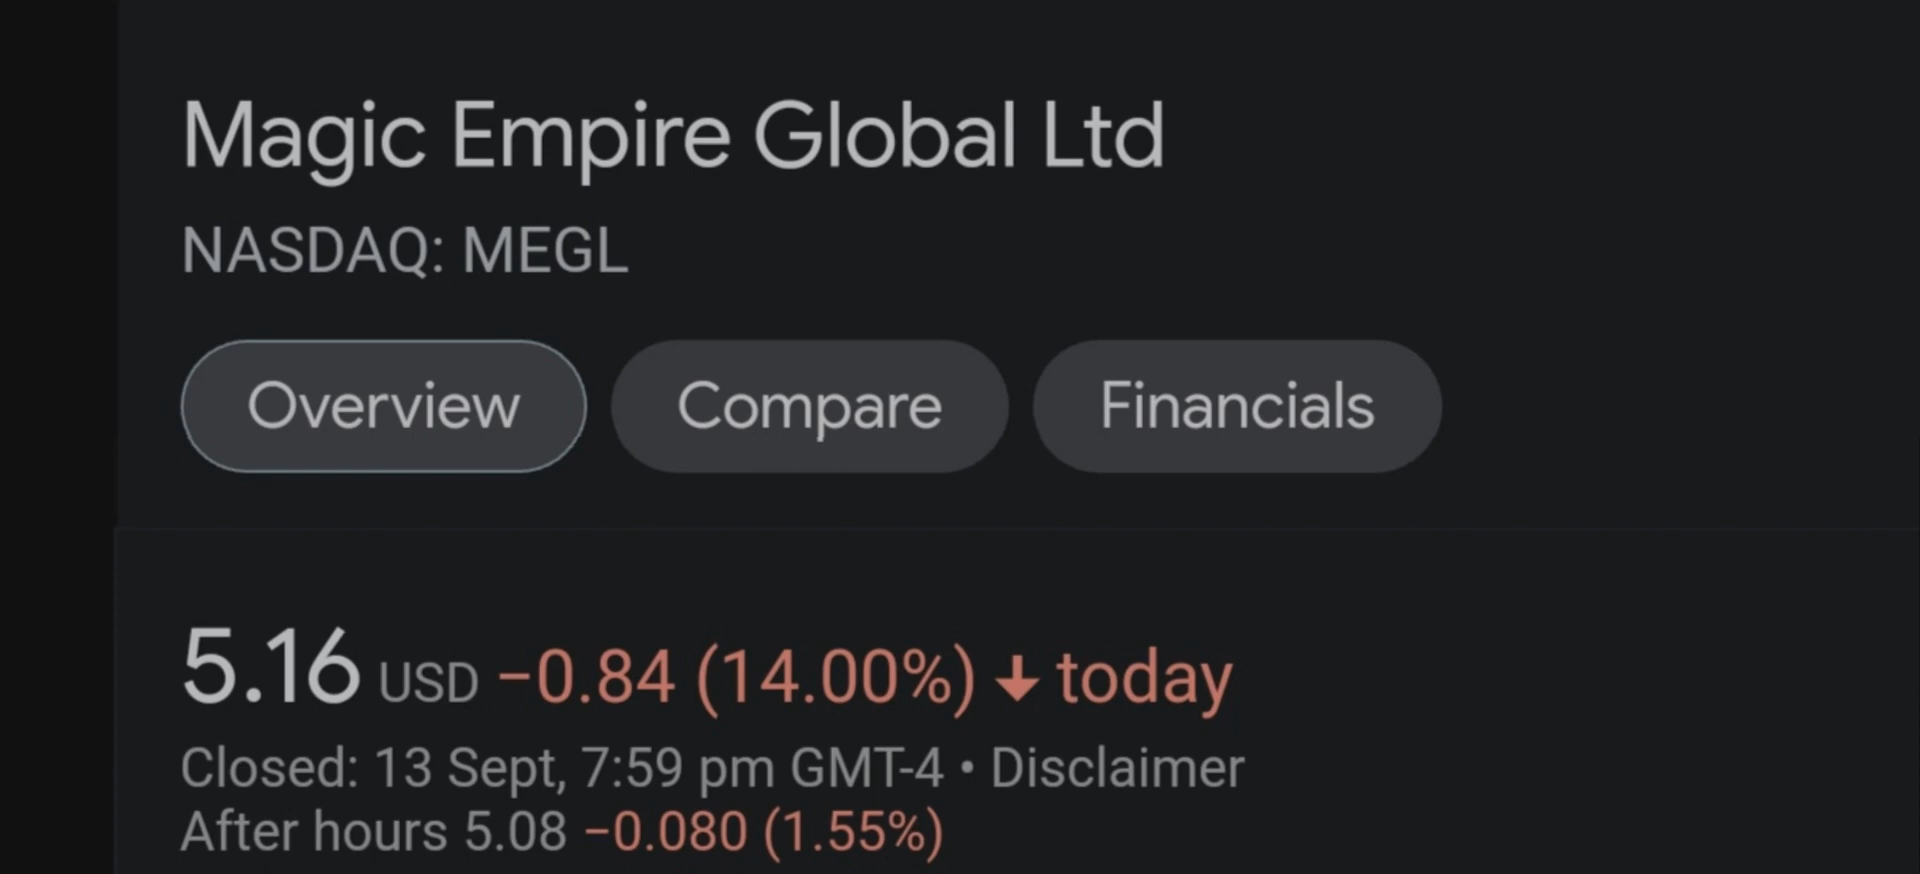 Magic Empire Global Ltd
NASDAQ: MEGL
Overview Compare Financials
5.16 USD −0.84 (14.00%) ↓ today
Closed: 13 Sept, 7:59 pm GMT-4 • Disclaimer
After hours 5.08 −0.080 (1.55%)